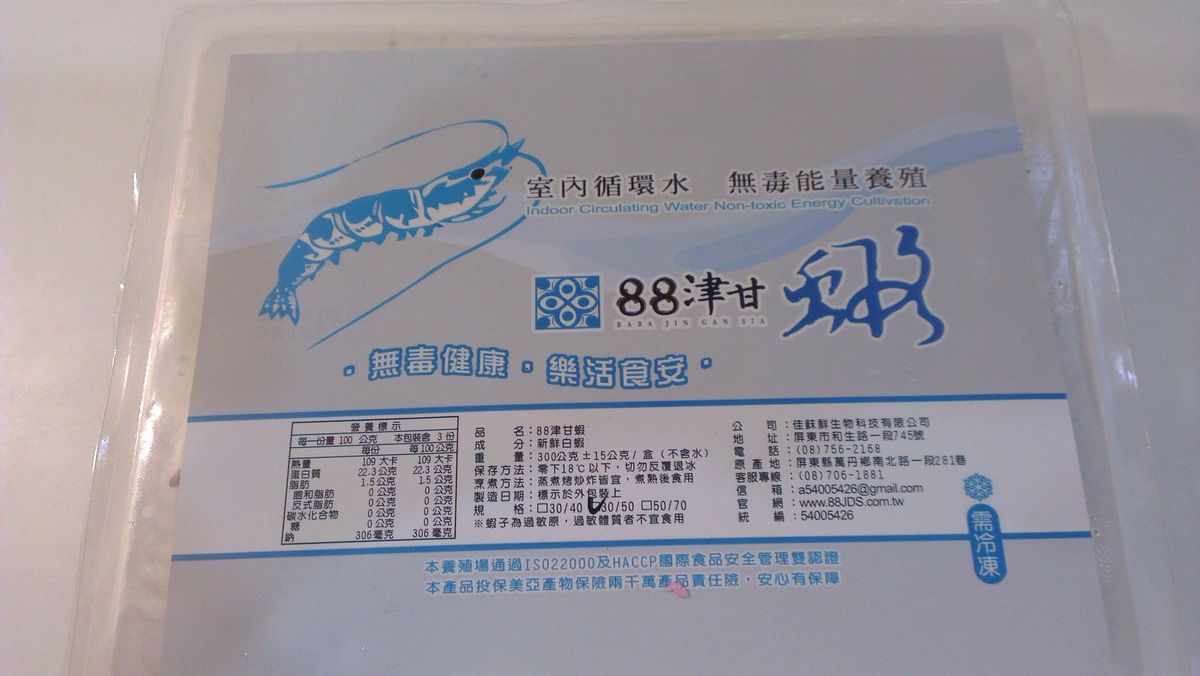 室內循環水 無毒能量養殖
Indoor Circulating Water Non-toxic Energy Cultivation
88津甘
BABA JIN GAN SIA
蝦
·無毒健康·樂活食安·
營養標示
每一份量 100 公克 本包裝含 3 份
每份 每100公克
熱量 109 大卡 109 大卡
蛋白質 22.3 公克 22.3 公克
脂肪 1.5 公克 1.5 公克
飽和脂肪 0 公克 0 公克
反式脂肪 0 公克 0 公克
碳水化合物 0 公克 0 公克
糖 0 公克 0 公克
鈉 306 毫克 306 毫克
品 名：88津甘蝦
成 分：新鮮白蝦
重 量：300公克±15公克/盒（不含水）
保存方法：零下18℃以下，切勿反覆退冰
烹煮方法：蒸煮烤炒炸皆宜，煮熟後食用
製造日期：標示於外包裝上
規 格：□30/40 □30/50 □50/70
※蝦子為過敏原，過敏體質者不宜食用
公 司：佳鮇鮮生物科技有限公司
地 址：屏東市和生路一段745號
電 話：(08)756-2168
原 產 地：屏東縣萬丹鄉南北路一段281巷
客服專線：(08)706-1881
信 箱：a54005426@gmail.com
官 網：www.88JDS.com.tw
統 編：54005426
需冷凍
本養殖場通過ISO22000及HACCP國際食品安全管理雙認證
本產品投保美亞產物保險兩千萬產品責任險，安心有保障